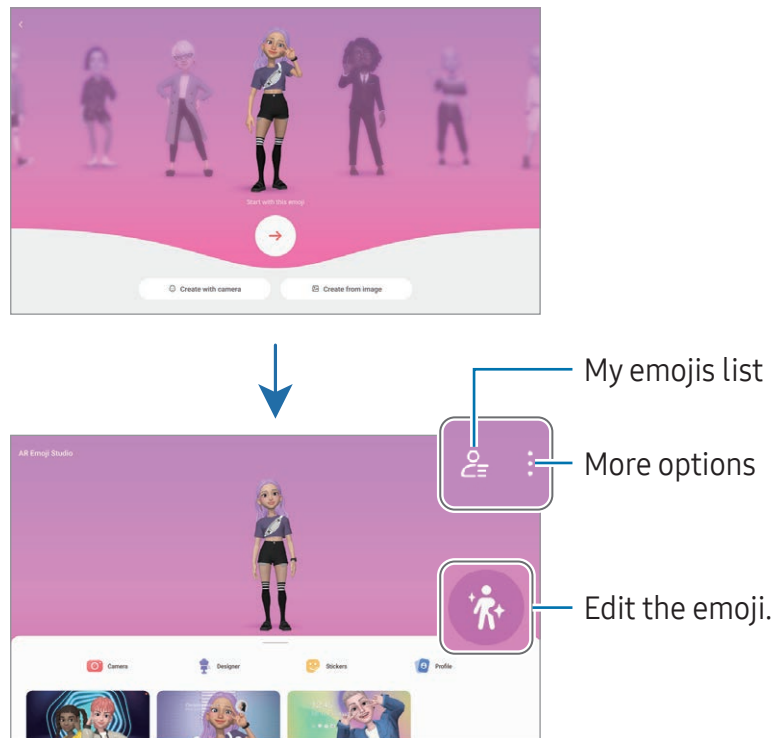 Start with this emoji
Create with camera
Create from image
My emojis list
AR Emoji Studio
More options
Edit the emoji.
Camera
Designer
Stickers
Profile